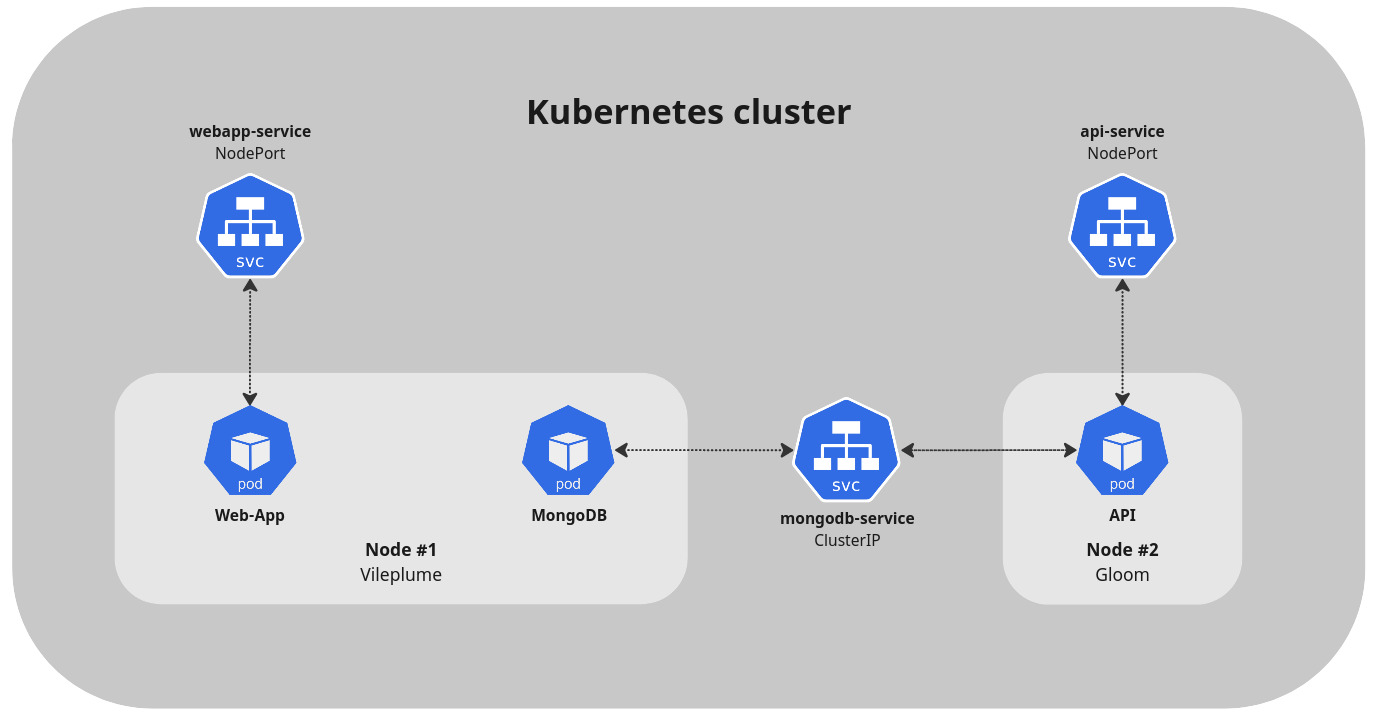 Kubernetes cluster
webapp-service
NodePort
svc
api-service
NodePort
svc
pod
Web-App
pod
MongoDB
Node #1
Vileplume
svc
mongodb-service
ClusterIP
pod
API
Node #2
Gloom